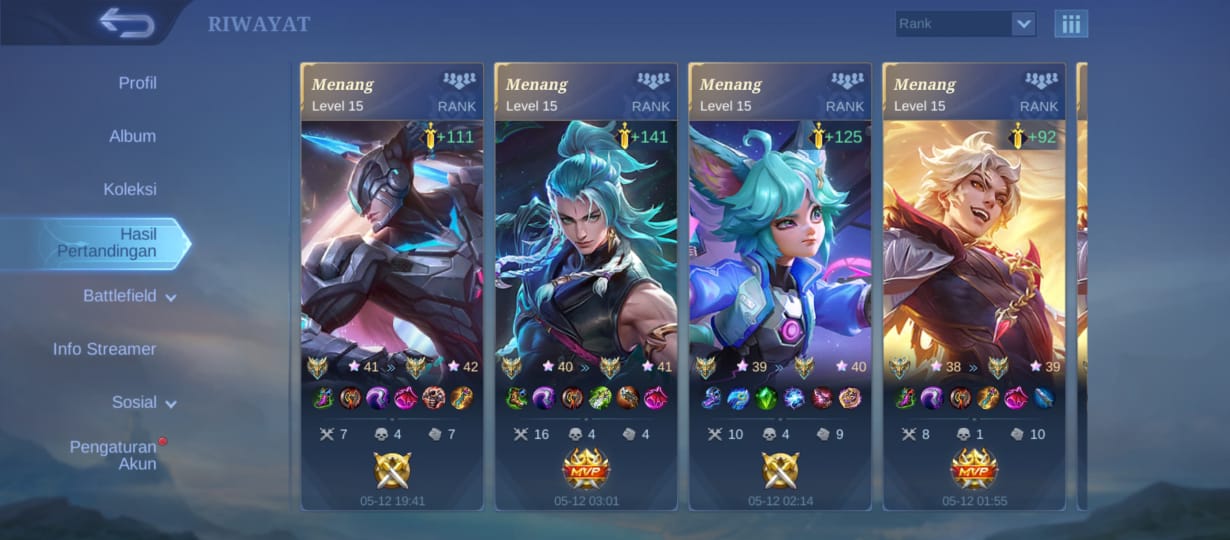 RIWAYAT
Rank
Profil
Album
Koleksi
Hasil
Pertandingan
Battlefield
Info Streamer
Sosial
Pengaturan
Akun
Menang
Level 15
RANK
+111
41 » 42
7 4 7
05-12 19:41
Menang
Level 15
RANK
+141
40 » 41
16 4 4
MVP
05-12 03:01
Menang
Level 15
RANK
+125
39 » 40
10 4 9
05-12 02:14
Menang
Level 15
RANK
+92
38 » 39
8 1 10
MVP
05-12 01:55